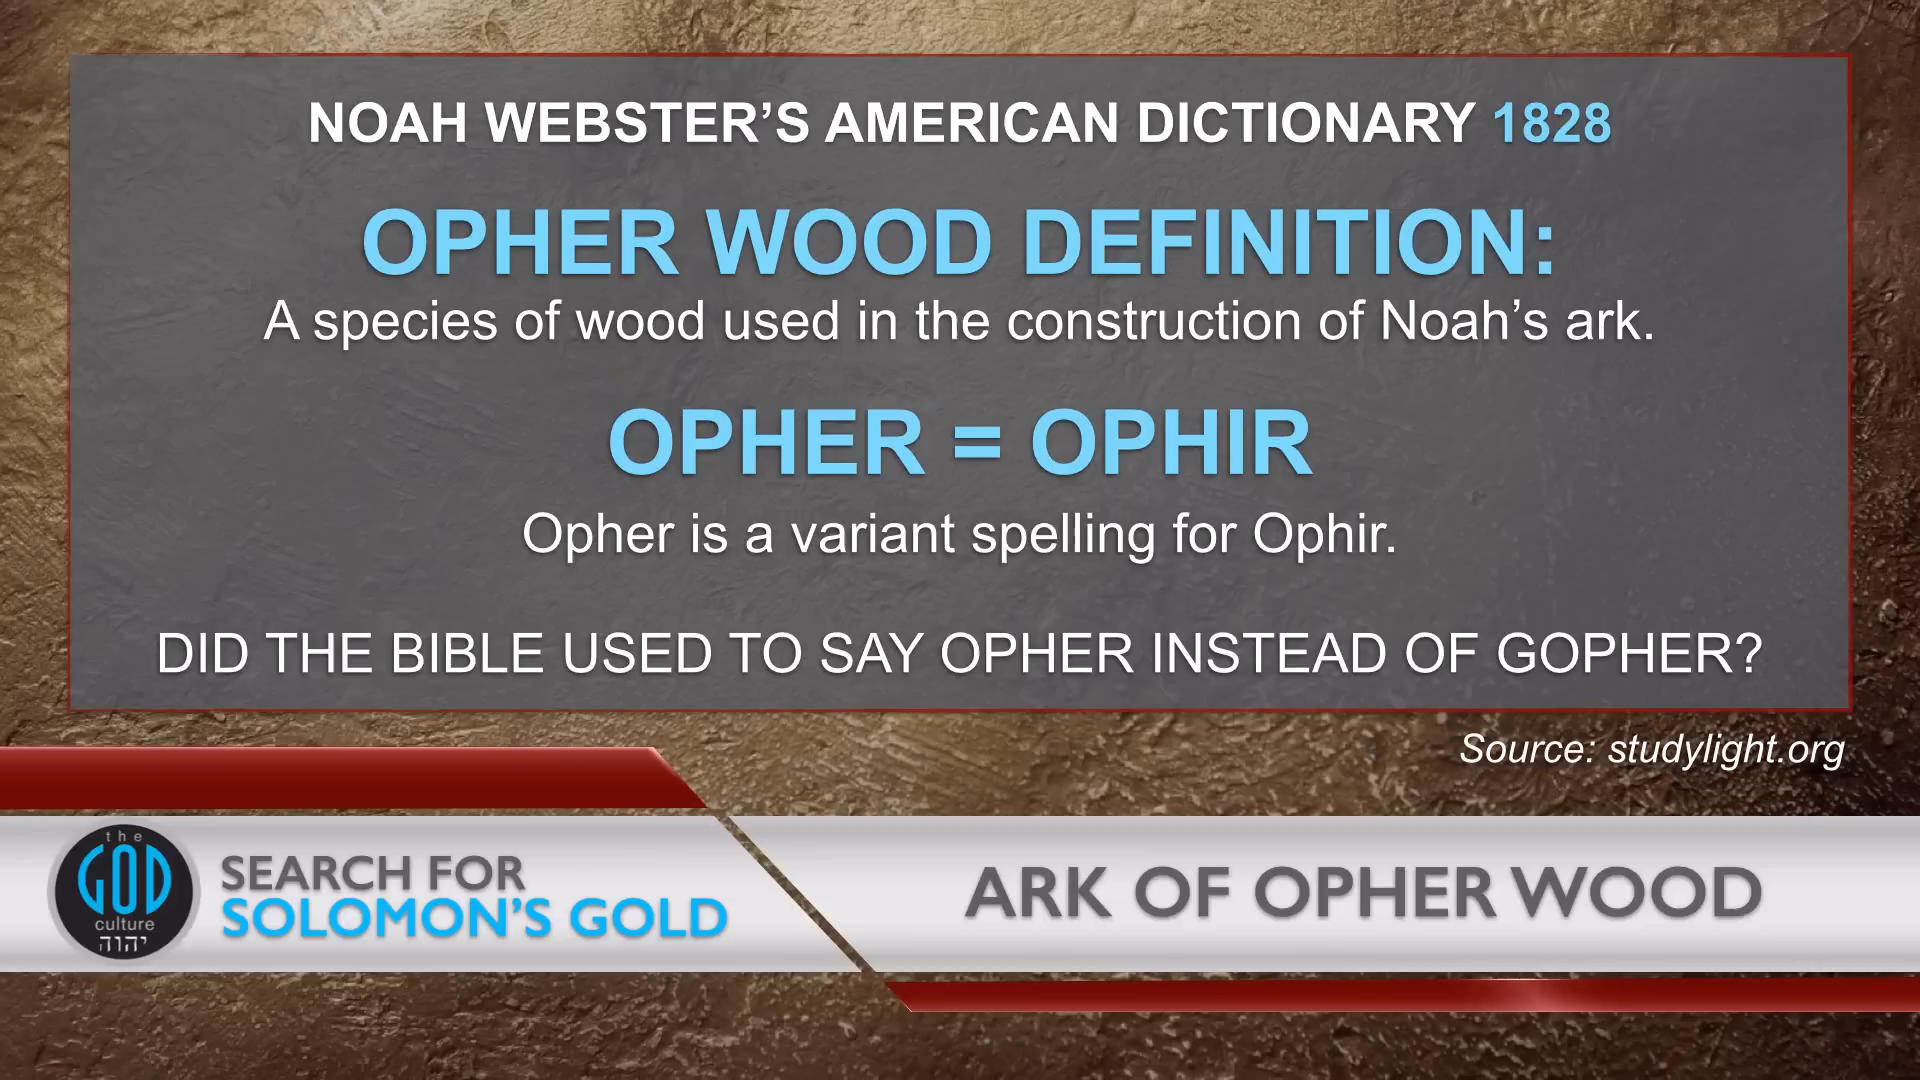 NOAH WEBSTER’S AMERICAN DICTIONARY 1828
OPHER WOOD DEFINITION:
A species of wood used in the construction of Noah’s ark.
OPHER = OPHIR
Opher is a variant spelling for Ophir.
DID THE BIBLE USED TO SAY OPHER INSTEAD OF GOPHER?
Source: studylight.org
the
GOD
culture
יהוה
SEARCH FOR
SOLOMON’S GOLD
ARK OF OPHER WOOD